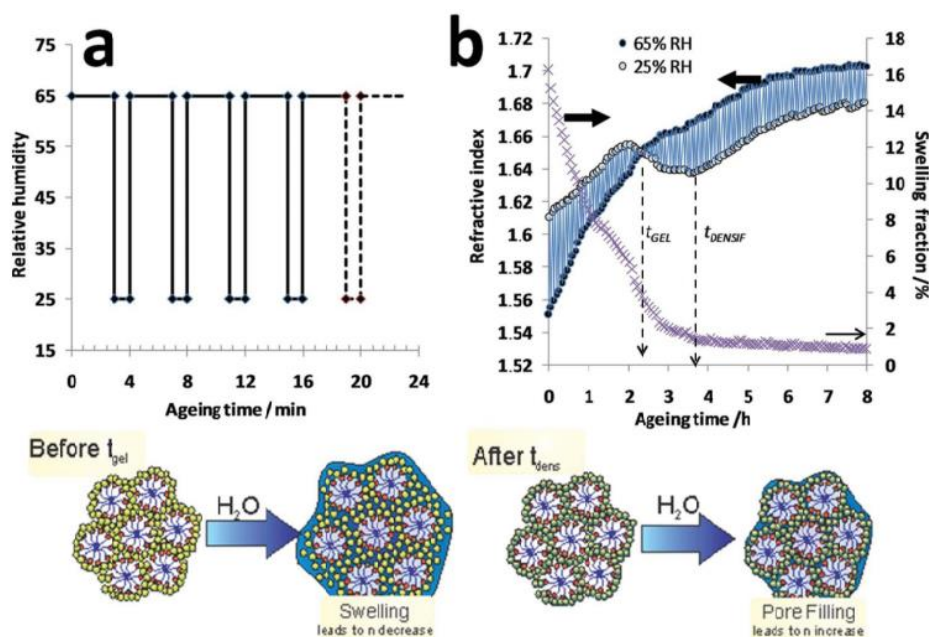 a
75
65
55
45
35
25
15
Relative humidity
0 4 8 12 16 20 24
Ageing time / min
b
1.72
1.7
1.68
1.66
1.64
1.62
1.6
1.58
1.56
1.54
1.52
Refractive index
65% RH
25% RH
t GEL
t DENSIF
18
16
14
12
10
8
6
4
2
0
Swelling fraction /%
0 1 2 3 4 5 6 7 8
Ageing time /h
Before t gel
H2O
Swelling
leads to n decrease
After t dens
H2O
Pore Filling
leads to n increase